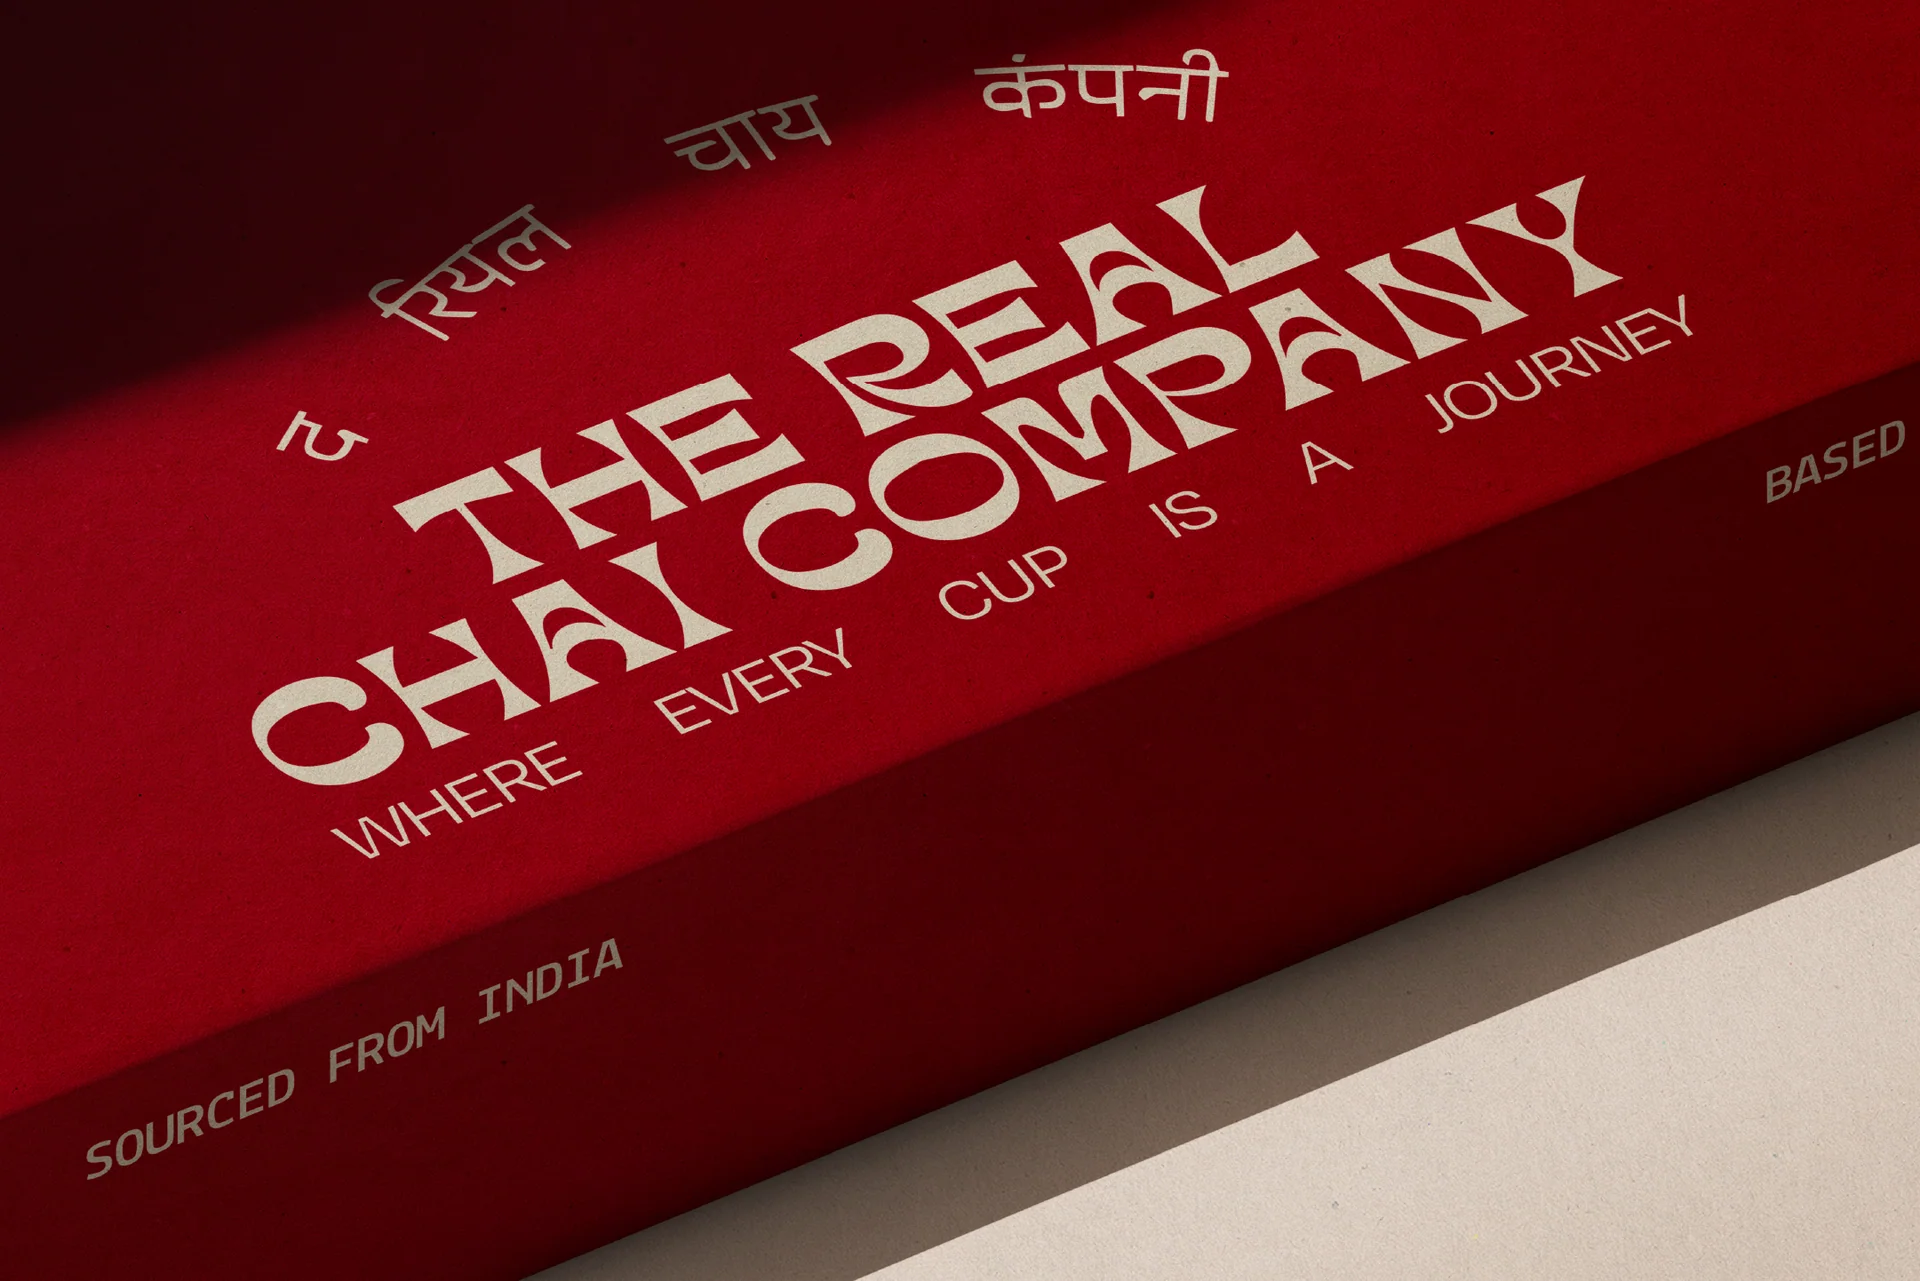 द रियल चाय कंपनी
THE REAL
CHAI COMPANY
WHERE EVERY CUP IS A JOURNEY
SOURCED FROM INDIA
BASED